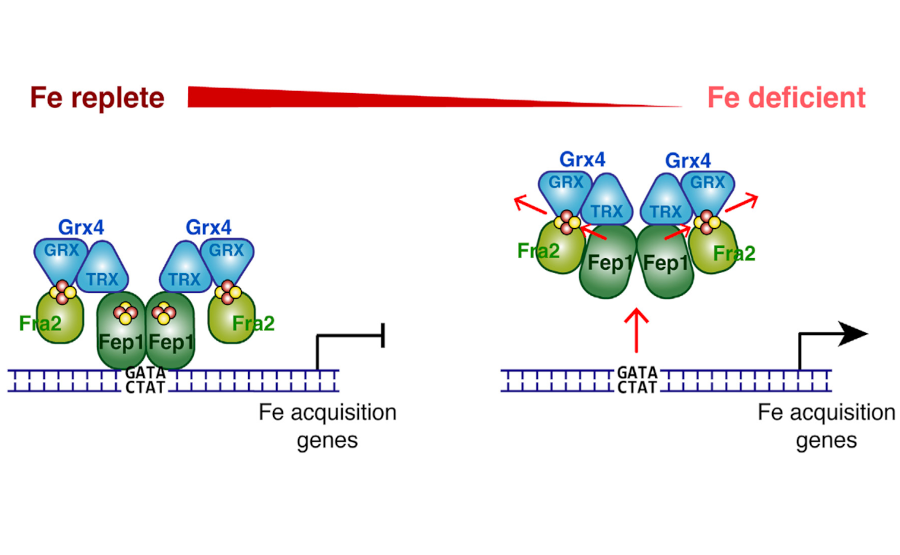 Fe replete
Fe deficient
Grx4
Grx4
GRX
TRX
TRX
GRX
Fra2
Fep1
Fep1
Fra2
GATA
CTAT
Fe acquisition
genes
Grx4
Grx4
GRX
TRX
TRX
GRX
Fra2
Fep1
Fep1
Fra2
GATA
CTAT
Fe acquisition
genes